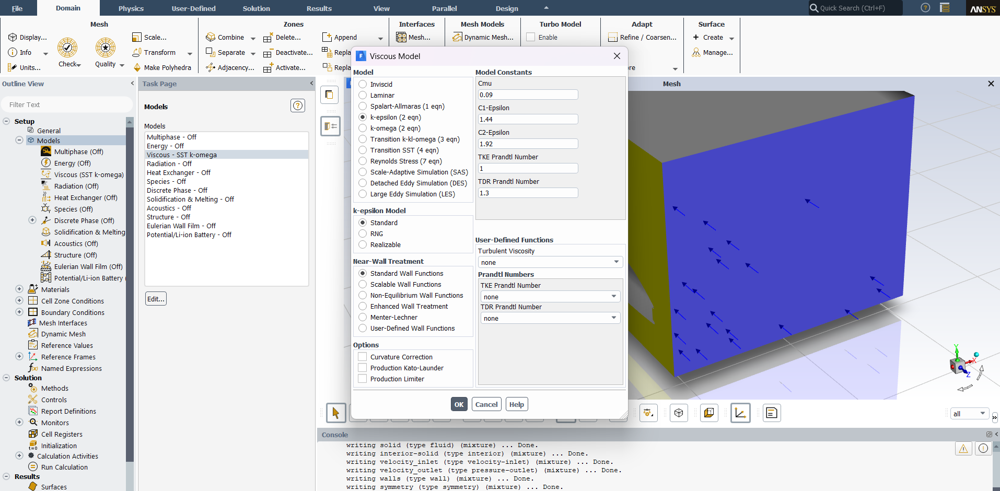 File
Domain
Physics
User-Defined
Solution
Results
View
Parallel
Design
Quick Search (Ctrl+F)
ANSYS
Mesh
Zones
Interfaces
Mesh Models
Turbo Model
Adapt
Surface
Display...
Info
Units...
Check
Quality
Scale...
Transform
Make Polyhedra
Combine
Separate
Adjacency...
Delete...
Deactivate...
Activate...
Append
Repla
Repla
Mesh...
Dynamic Mesh...
Enable
Refine / Coarsen...
ore
Create
Manage...
Outline View
Filter Text
Setup
General
Models
Multiphase (Off)
Energy (Off)
Viscous (SST k-omega)
Radiation (Off)
Heat Exchanger (Off)
Species (Off)
Discrete Phase (Off)
Solidification & Melting
Acoustics (Off)
Structure (Off)
Eulerian Wall Film (Off)
Potential/Li-ion Battery (
Materials
Cell Zone Conditions
Boundary Conditions
Mesh Interfaces
Dynamic Mesh
Reference Values
Reference Frames
Named Expressions
Solution
Methods
Controls
Report Definitions
Monitors
Cell Registers
Initialization
Calculation Activities
Run Calculation
Results
Surfaces
Task Page
Models
Models
Multiphase - Off
Energy - Off
Viscous - SST k-omega
Radiation - Off
Heat Exchanger - Off
Species - Off
Discrete Phase - Off
Solidification & Melting - Off
Acoustics - Off
Structure - Off
Eulerian Wall Film - Off
Potential/Li-ion Battery - Off
Edit...
Viscous Model
Model
Inviscid
Laminar
Spalart-Allmaras (1 eqn)
k-epsilon (2 eqn)
k-omega (2 eqn)
Transition k-kl-omega (3 eqn)
Transition SST (4 eqn)
Reynolds Stress (7 eqn)
Scale-Adaptive Simulation (SAS)
Detached Eddy Simulation (DES)
Large Eddy Simulation (LES)
k-epsilon Model
Standard
RNG
Realizable
Near-Wall Treatment
Standard Wall Functions
Scalable Wall Functions
Non-Equilibrium Wall Functions
Enhanced Wall Treatment
Menter-Lechner
User-Defined Wall Functions
Options
Curvature Correction
Production Kato-Launder
Production Limiter
Model Constants
Cmu
0.09
C1-Epsilon
1.44
C2-Epsilon
1.92
TKE Prandtl Number
1
TDR Prandtl Number
1.3
User-Defined Functions
Turbulent Viscosity
none
Prandtl Numbers
TKE Prandtl Number
none
TDR Prandtl Number
none
OK
Cancel
Help
Mesh
Y
X
Z
all
Console
writing solid (type fluid) (mixture) ... Done.
writing interior-solid (type interior) (mixture) ... Done.
writing velocity_inlet (type velocity-inlet) (mixture) ... Done.
writing velocity_outlet (type pressure-outlet) (mixture) ... Done.
writing walls (type wall) (mixture) ... Done.
writing symmetry (type symmetry) (mixture) ... Done.